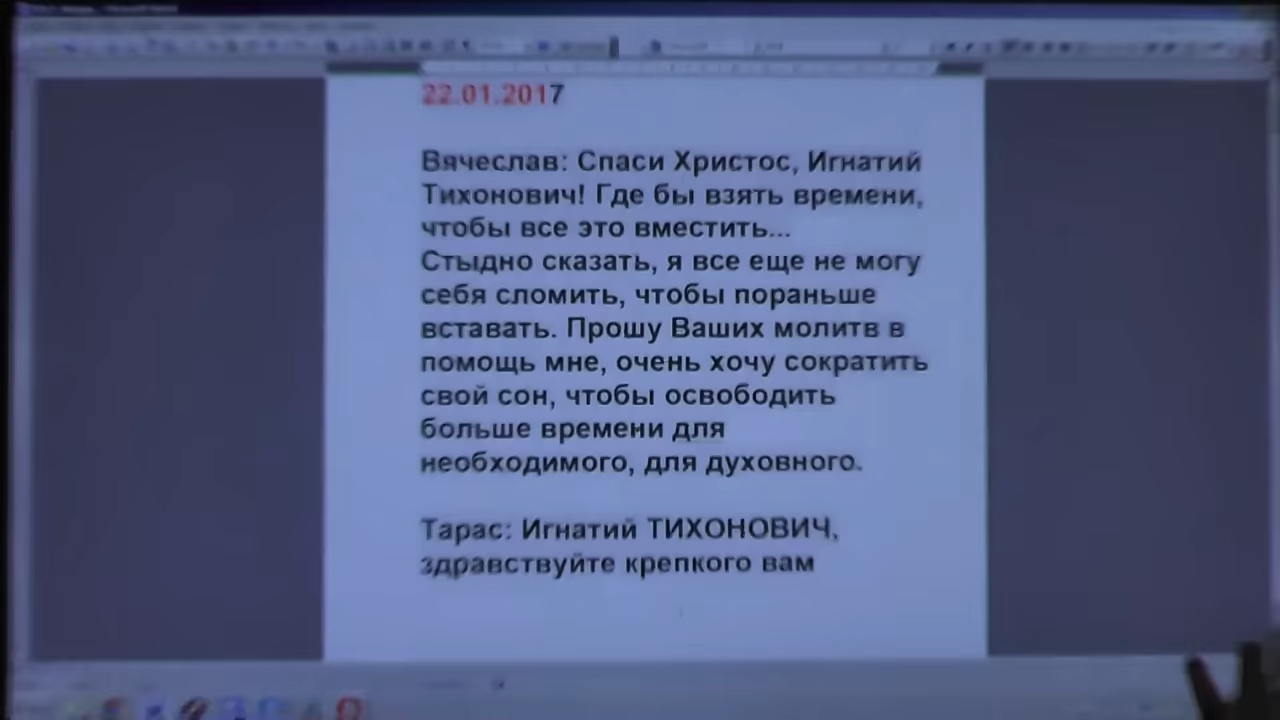 22.01.2017
Вячеслав: Спаси Христос, Игнатий
Тихонович! Где бы взять времени,
чтобы все это вместить...
Стыдно сказать, я все еще не могу
себя сломить, чтобы пораньше
вставать. Прошу Ваших молитв в
помощь мне, очень хочу сократить
свой сон, чтобы освободить
больше времени для
необходимого, для духовного.
Тарас: Игнатий ТИХОНОВИЧ,
здравствуйте крепкого вам